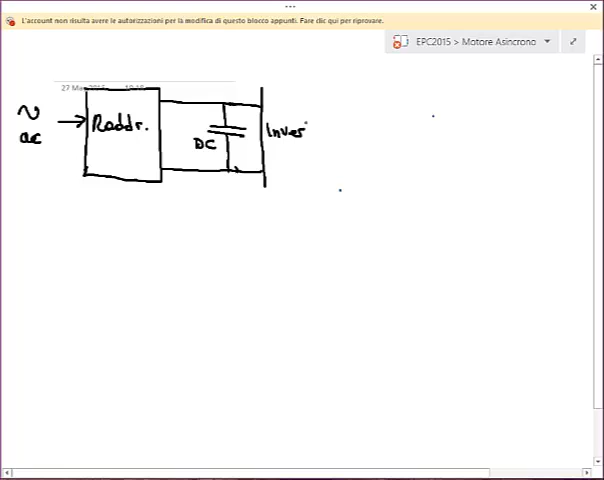 L'account non risulta avere le autorizzazioni per la modifica di questo blocco appunti. Fare clic qui per riprovare.
EPC2015 > Motore Asincrono
~
ac
Raddr.
DC
Inver